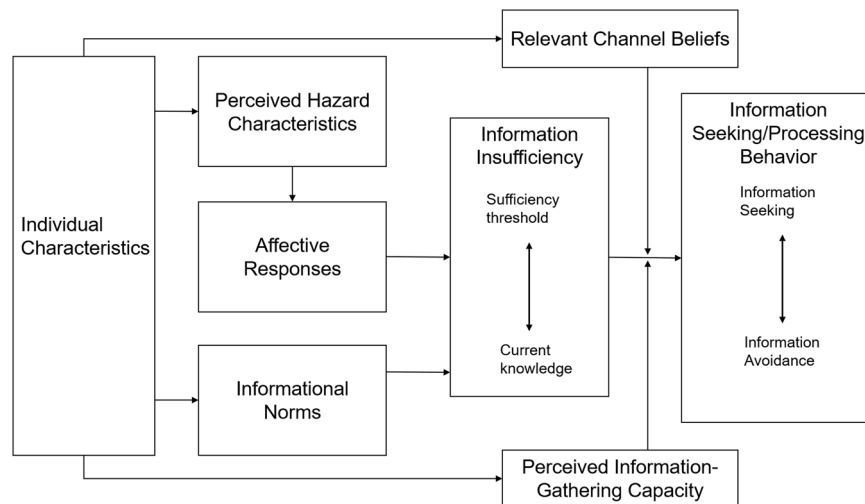 Relevant Channel Beliefs
Individual
Characteristics
Perceived Hazard
Characteristics
Affective
Responses
Informational
Norms
Information
Insufficiency
Sufficiency
threshold
Current
knowledge
Perceived Information-
Gathering Capacity
Information
Seeking/Processing
Behavior
Information
Seeking
Information
Avoidance